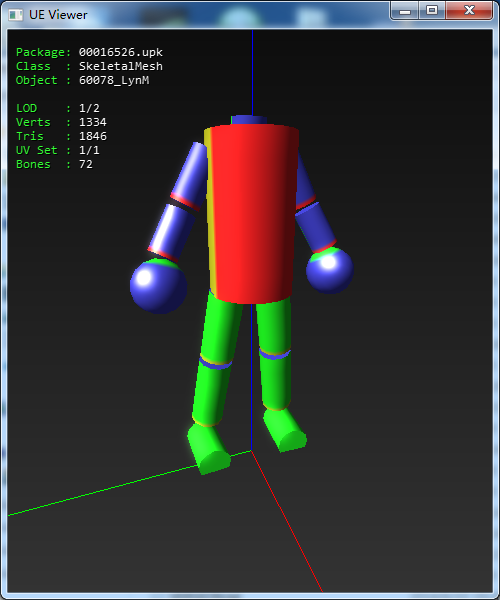 UE Viewer
Package: 00016526.upk
Class : SkeletalMesh
Object : 60078_LynM
LOD : 1/2
Verts : 1334
Tris : 1846
UV Set : 1/1
Bones : 72